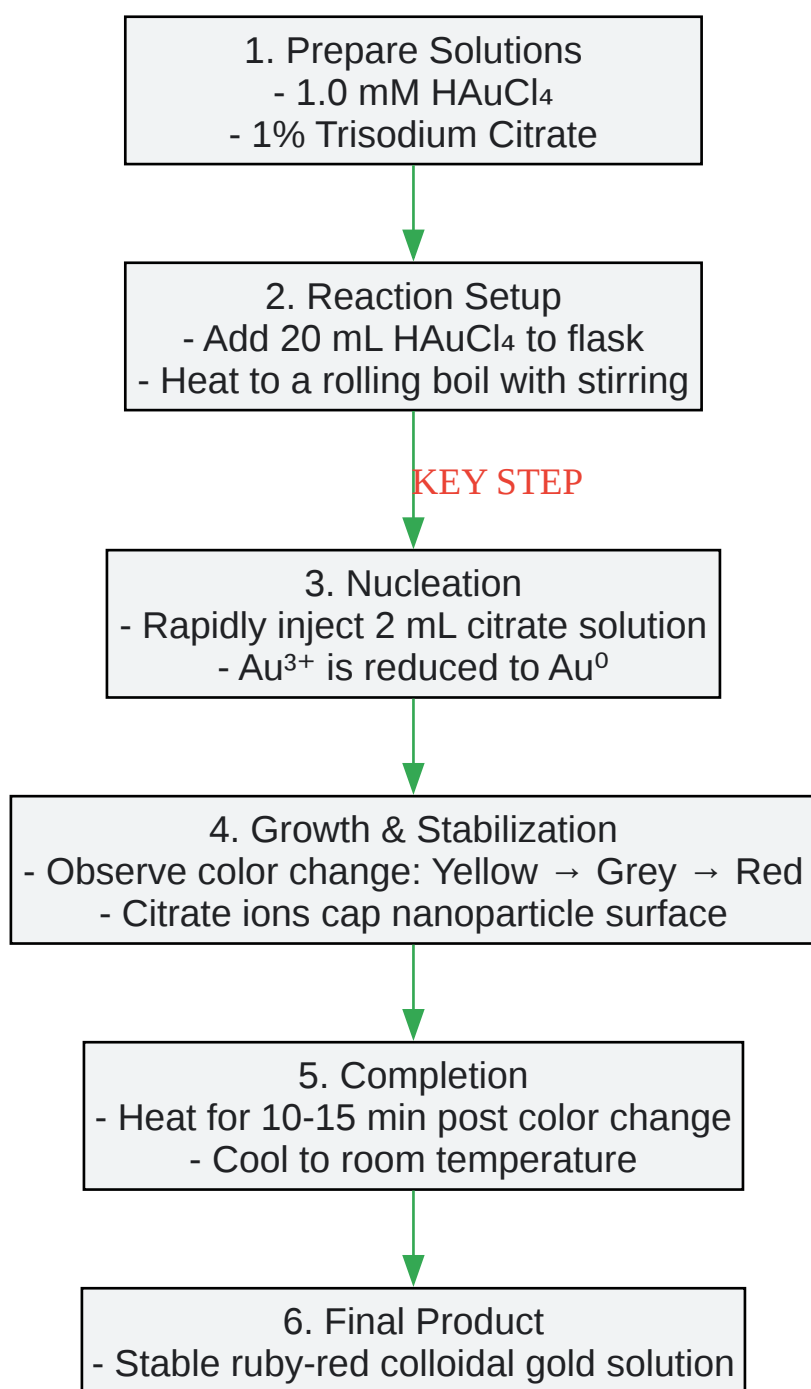 1. Prepare Solutions
- 1.0 mM HAuCl₄
- 1% Trisodium Citrate
2. Reaction Setup
- Add 20 mL HAuCl₄ to flask
- Heat to a rolling boil with stirring
KEY STEP
3. Nucleation
- Rapidly inject 2 mL citrate solution
- Au³⁺ is reduced to Au⁰
4. Growth & Stabilization
- Observe color change: Yellow → Grey → Red
- Citrate ions cap nanoparticle surface
5. Completion
- Heat for 10-15 min post color change
- Cool to room temperature
6. Final Product
- Stable ruby-red colloidal gold solution